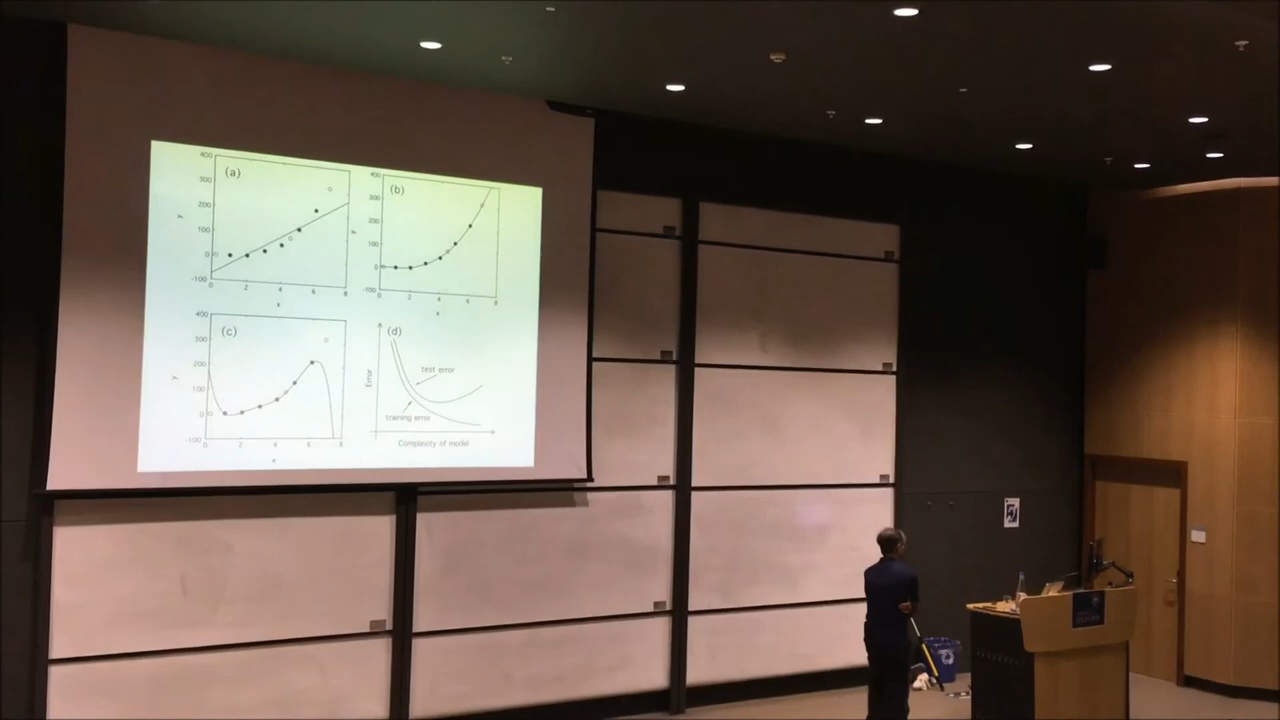 (a)
400
300
200
100
0
-100
y
0 2 4 6 8
x
(b)
400
300
200
100
0
-100
y
0 2 4 6 8
x
(c)
400
300
200
100
0
-100
y
0 2 4 6 8
(d)
Error
test error
training error
Complexity of model